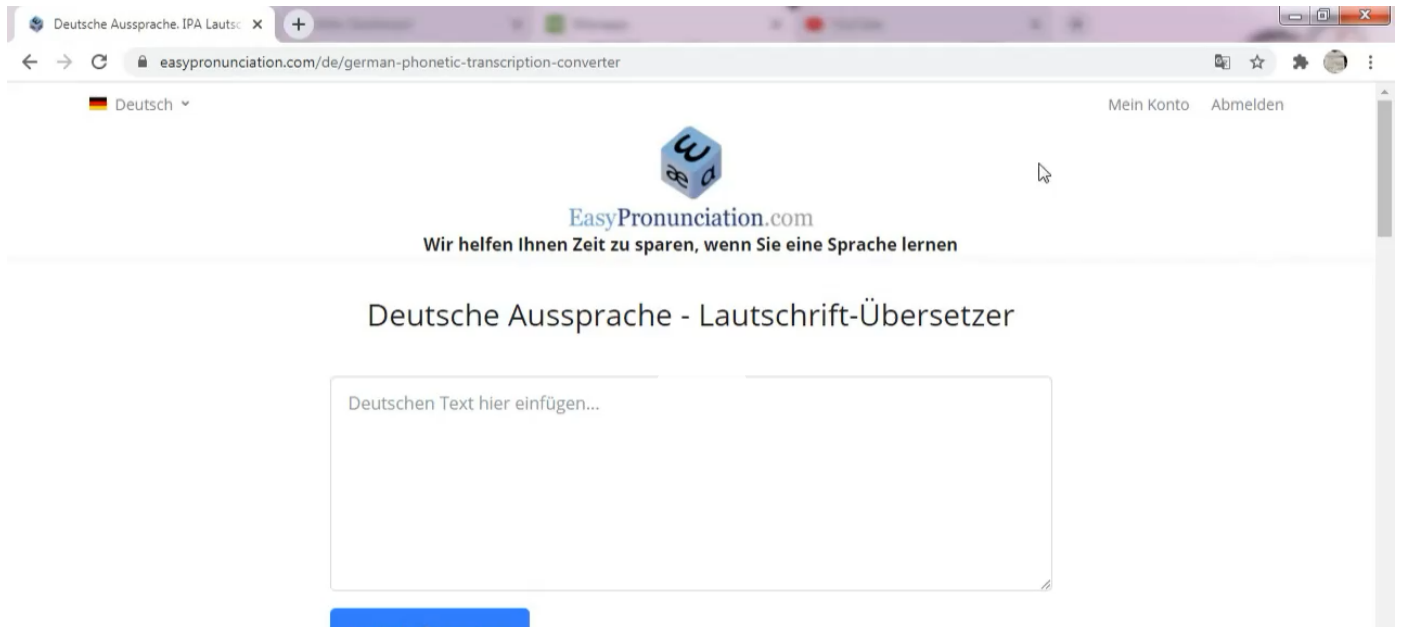 Deutsche Aussprache. IPA Lautsc
easypronunciation.com/de/german-phonetic-transcription-converter
Deutsch
Mein Konto Abmelden
ω
æ ɑ
EasyPronunciation.com
Wir helfen Ihnen Zeit zu sparen, wenn Sie eine Sprache lernen
Deutsche Aussprache - Lautschrift-Übersetzer
Deutschen Text hier einfügen...